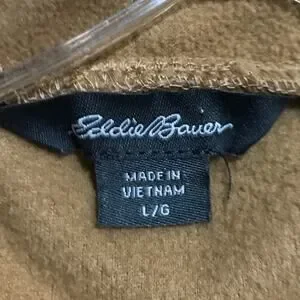 Eddie Bauer
MADE IN
VIETNAM
L/G